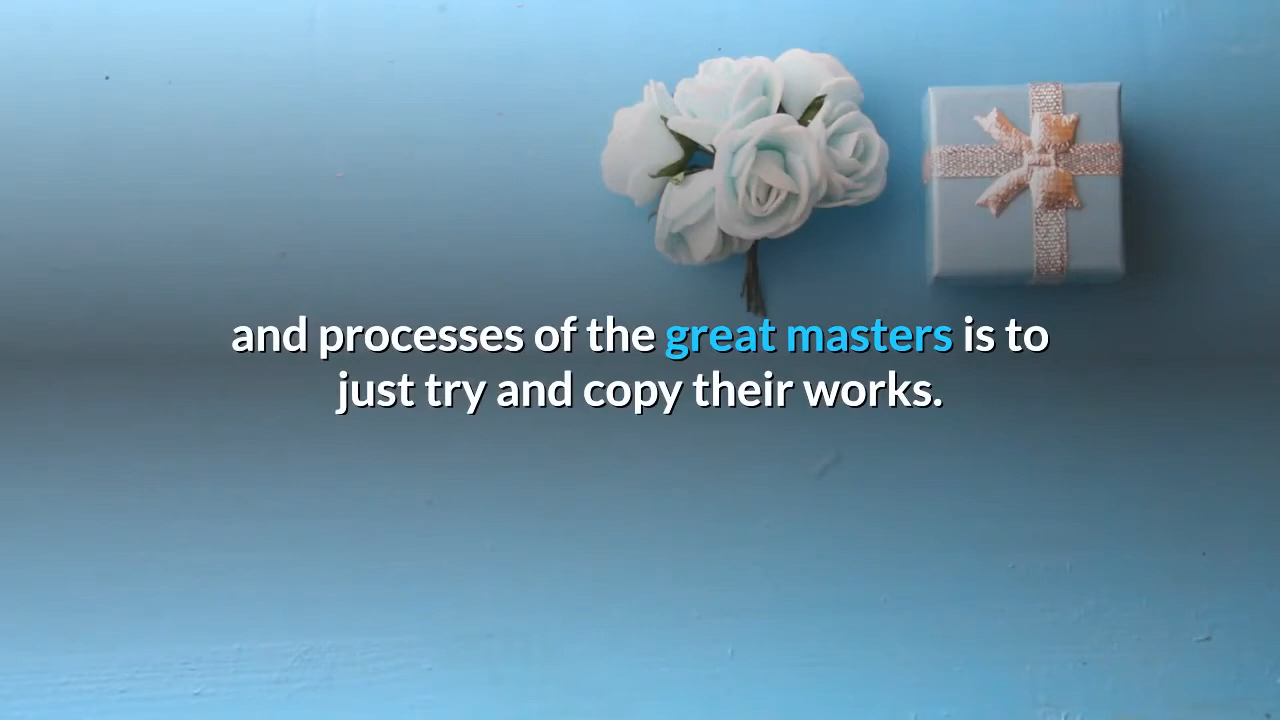 and processes of the great masters is to
just try and copy their works.